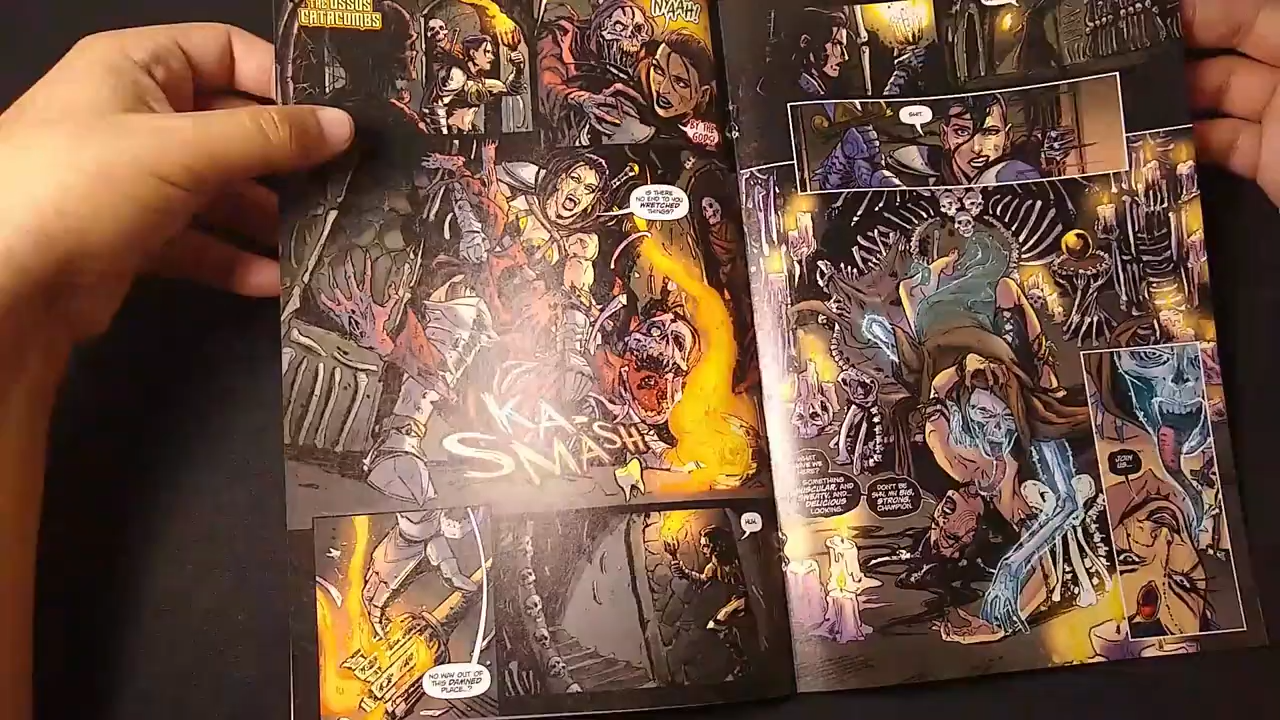 THE OSSUS
CATACOMBS
NYAAH!
BY THE
GODS!
IS THERE
NO END TO YOU
WRETCHED
THINGS?
KA-
SMASH
NO WAY OUT OF
THIS DAMNED
PLACE...?
HUH.
SHIT.
WHAT
HAVE WE
HERE?
SOMETHING
MUSCULAR, AND
SWEATY, AND...
DELICIOUS
LOOKING.
DON'T BE
SHY, MY BIG,
STRONG,
CHAMPION.
JOIN
US...